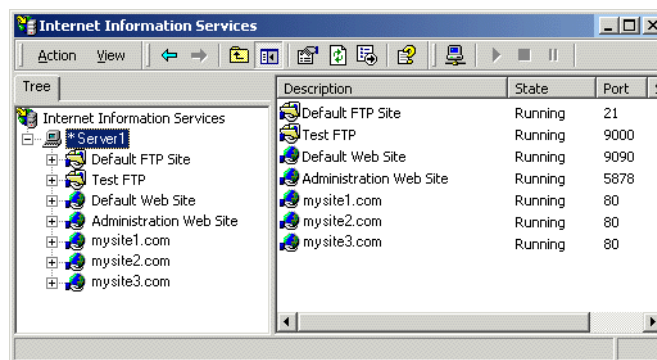 Internet Information Services
Action View
Tree
Internet Information Services
* Server1
Default FTP Site
Test FTP
Default Web Site
Administration Web Site
mysite1.com
mysite2.com
mysite3.com
Description State Port
Default FTP Site Running 21
Test FTP Running 9000
Default Web Site Running 9090
Administration Web Site Running 5878
mysite1.com Running 80
mysite2.com Running 80
mysite3.com Running 80